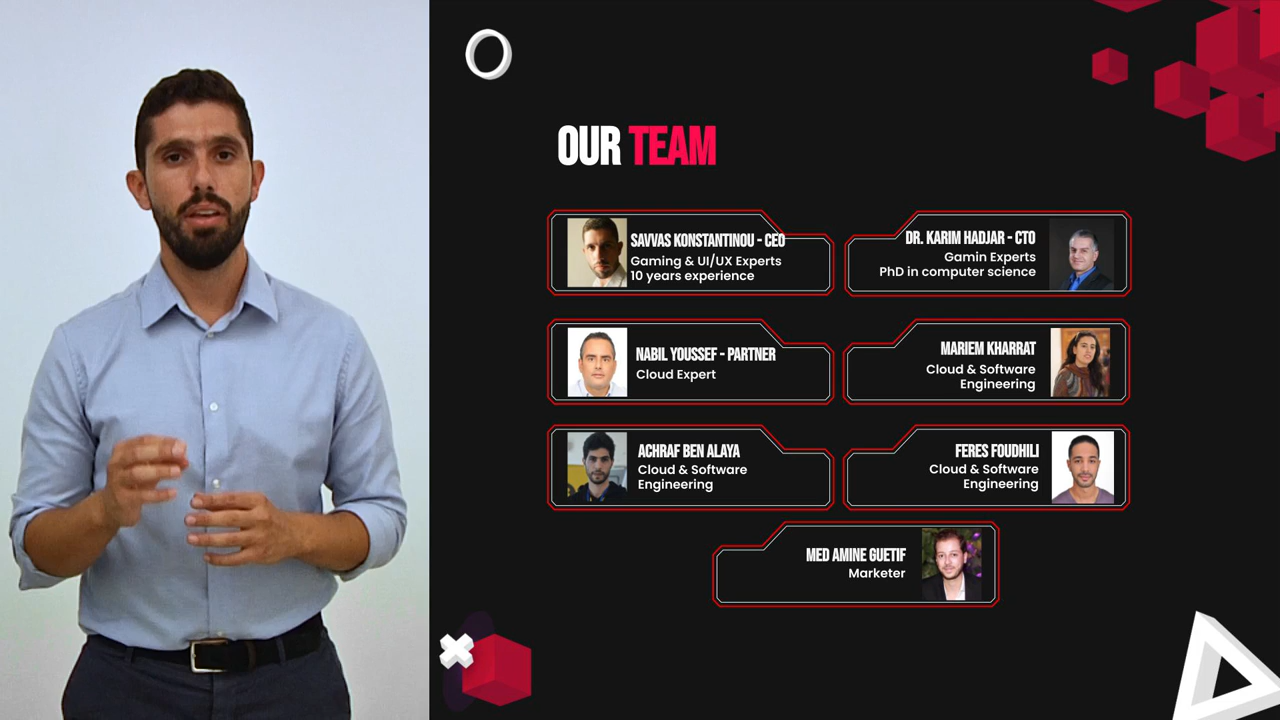 OUR TEAM
SAVVAS KONSTANTINOU - CEO
Gaming & UI/UX Experts
10 years experience
DR. KARIM HADJAR - CTO
Gamin Experts
PhD in computer science
NABIL YOUSSEF - PARTNER
Cloud Expert
MARIEM KHARRAT
Cloud & Software
Engineering
ACHRAF BEN ALAYA
Cloud & Software
Engineering
FERES FOUDHILI
Cloud & Software
Engineering
MED AMINE GUETIF
Marketer